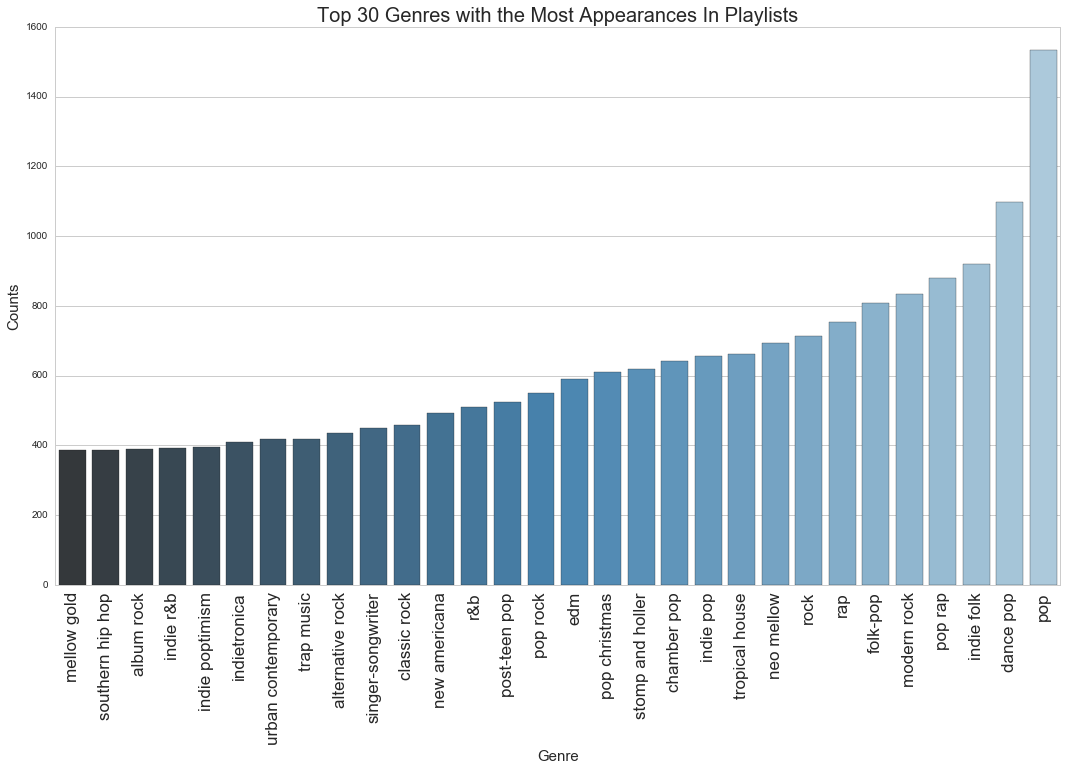 Top 30 Genres with the Most Appearances In Playlists
1600
1400
1200
1000
800
600
400
200
0
Counts
mellow gold
southern hip hop
album rock
indie r&b
indie poptimism
indietronica
urban contemporary
trap music
alternative rock
singer-songwriter
classic rock
new americana
r&b
post-teen pop
pop rock
edm
pop christmas
stomp and holler
chamber pop
indie pop
tropical house
neo mellow
rock
rap
folk-pop
modern rock
pop rap
indie folk
dance pop
pop
Genre